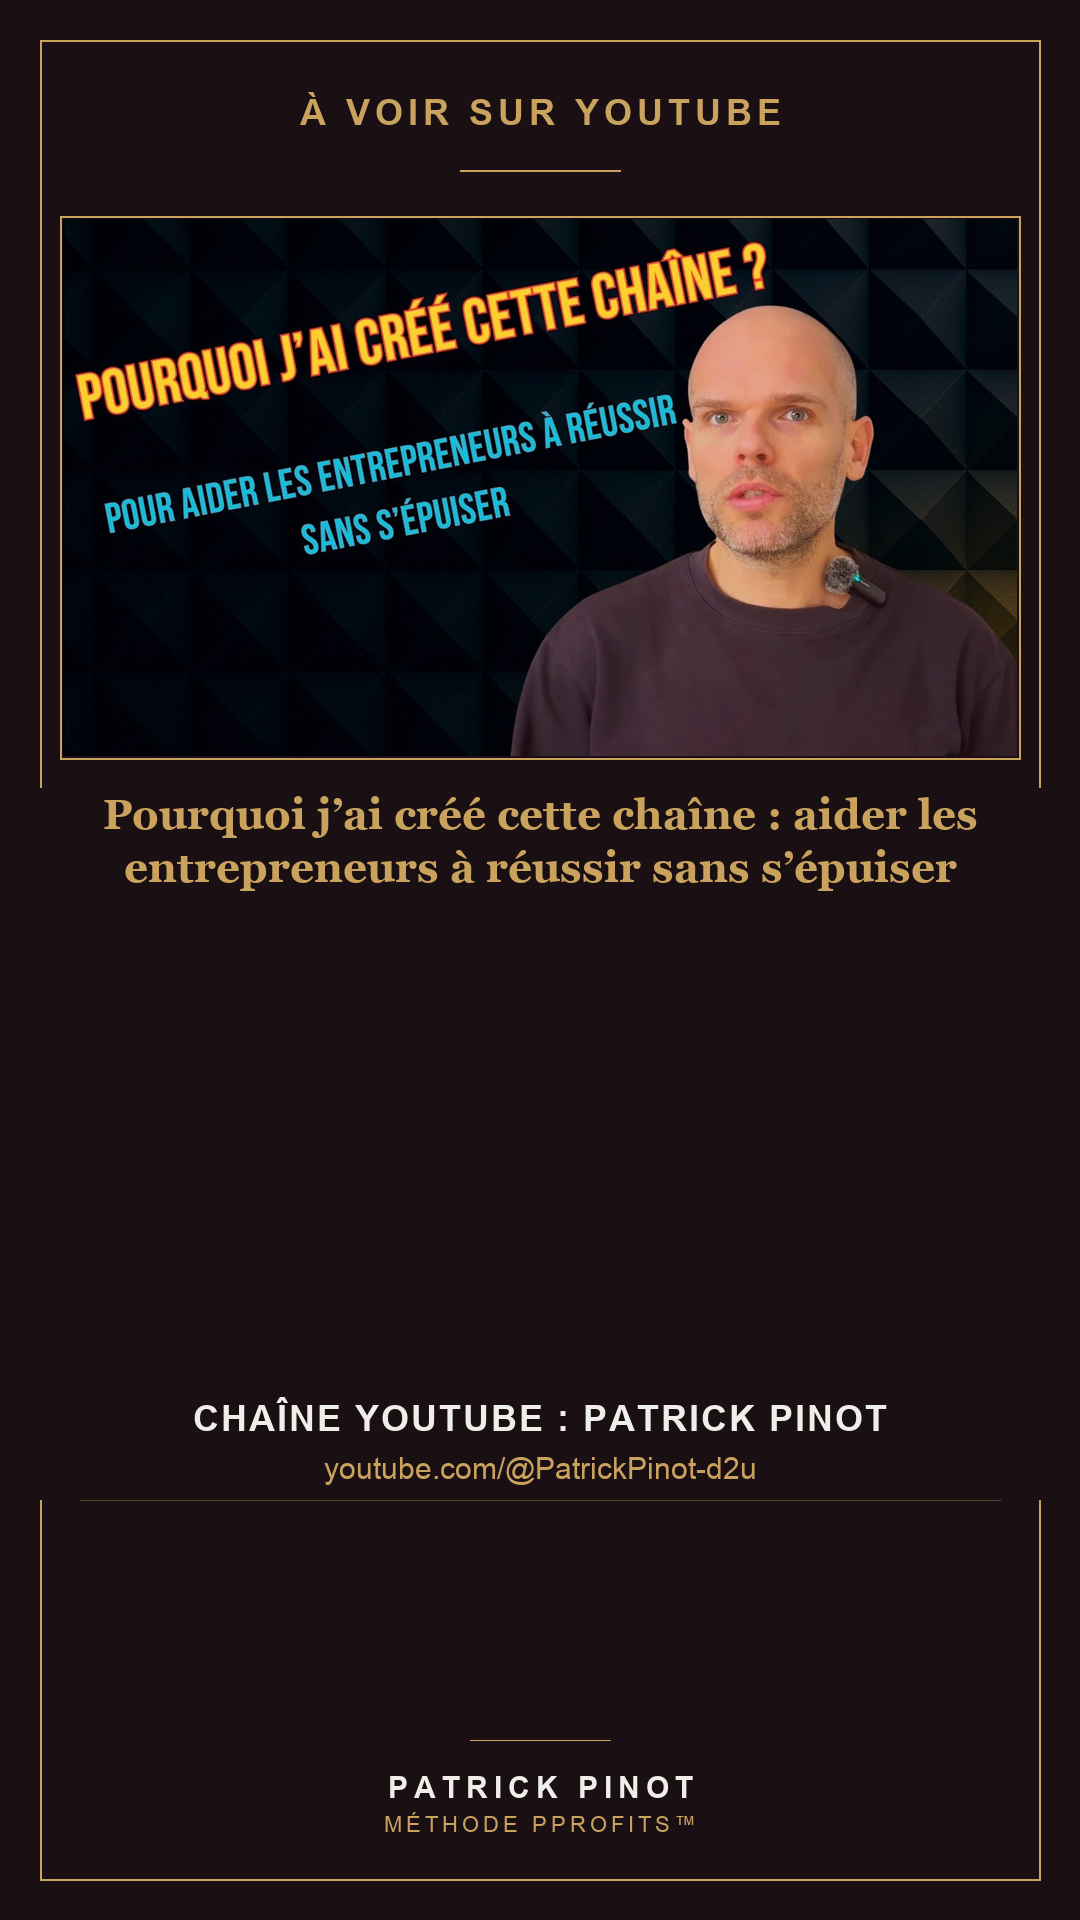 À VOIR SUR YOUTUBE
POURQUOI J’AI CRÉÉ CETTE CHAÎNE ?
POUR AIDER LES ENTREPRENEURS À RÉUSSIR
SANS S’ÉPUISER
Pourquoi j’ai créé cette chaîne : aider les
entrepreneurs à réussir sans s’épuiser
CHAÎNE YOUTUBE : PATRICK PINOT
youtube.com/@PatrickPinot-d2u
PATRICK PINOT
MÉTHODE PPROFITS™